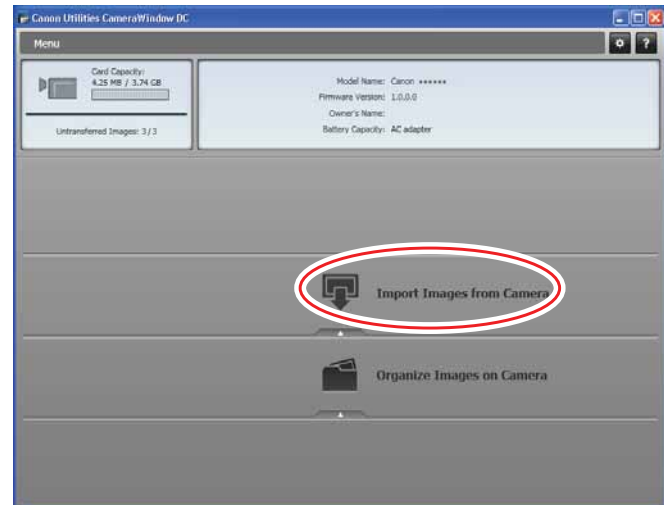 Canon Utilities CameraWindow DC
Menu
?
Card Capacity:
4.25 MB / 3.74 GB
Untransferred Images: 3/3
Model Name: Canon ******
Firmware Version: 1.0.0.0
Owner's Name:
Battery Capacity: AC adapter
Import Images from Camera
Organize Images on Camera